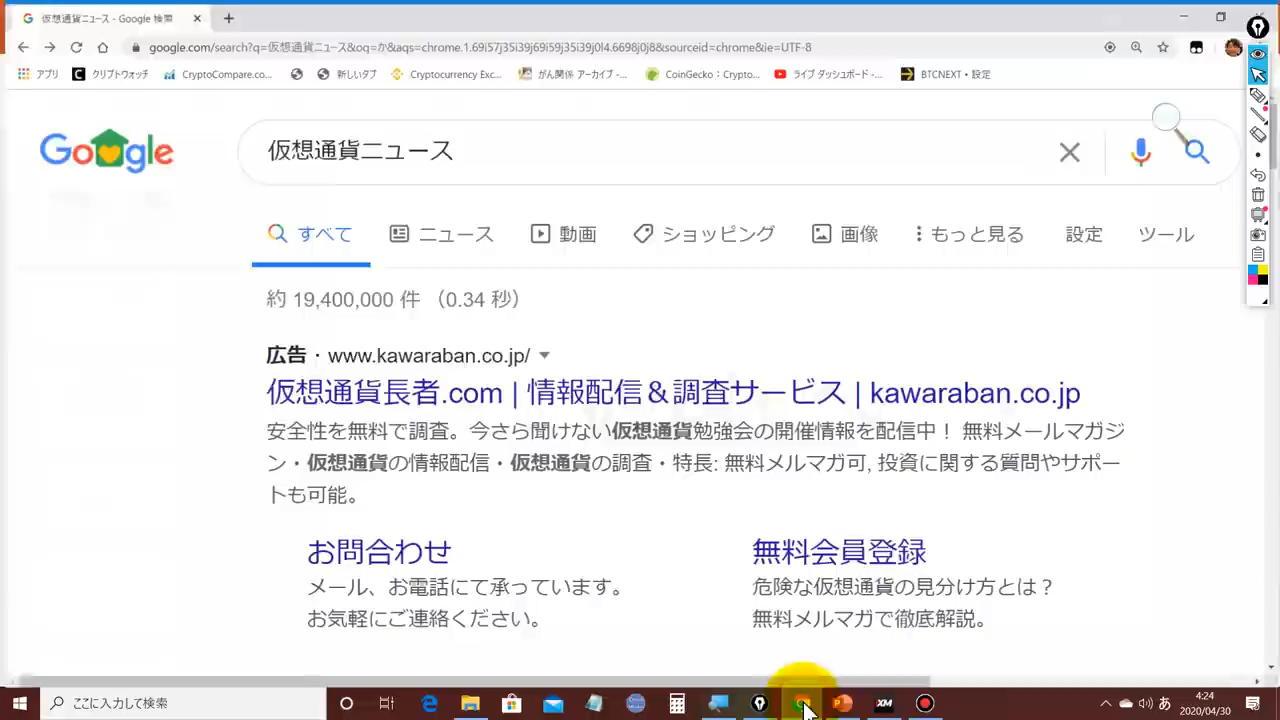 仮想通貨ニュース - Google 検索
google.com/search?q=仮想通貨ニュース&oq=か&aqs=chrome.1.69i57j35i39j69i59j35i39j0l4.6698j0j8&sourceid=chrome&ie=UTF-8
アプリ クリプトウォッチ CryptoCompare.co... 新しいタブ Cryptocurrency Exc... がん関係 アーカイブ -... CoinGecko：Crypto... ライブ ダッシュボード -... BTCNEXT・設定
Google
仮想通貨ニュース
すべて ニュース 動画 ショッピング 画像 もっと見る 設定 ツール
約 19,400,000 件 （0.34 秒）
広告・www.kawaraban.co.jp/
仮想通貨長者.com | 情報配信＆調査サービス | kawaraban.co.jp
安全性を無料で調査。今さら聞けない仮想通貨勉強会の開催情報を配信中！ 無料メールマガジ
ン・仮想通貨の情報配信・仮想通貨の調査・特長: 無料メルマガ可, 投資に関する質問やサポー
トも可能。
お問合わせ
メール、お電話にて承っています。
お気軽にご連絡ください。
無料会員登録
危険な仮想通貨の見分け方とは？
無料メルマガで徹底解説。
ここに入力して検索
XM
あ
4:24
2020/04/30